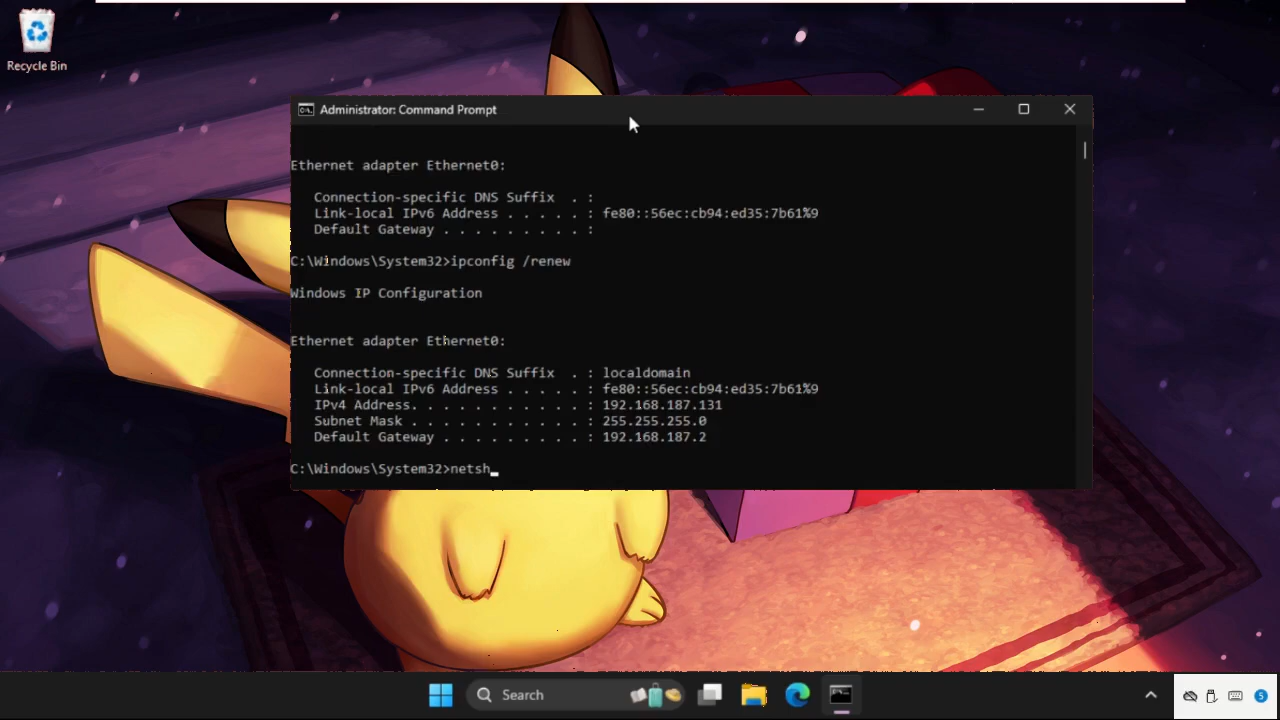 Recycle Bin
Administrator: Command Prompt
Ethernet adapter Ethernet0:
Connection-specific DNS Suffix . :
Link-local IPv6 Address . . . . . : fe80::56ec:cb94:ed35:7b61%9
Default Gateway . . . . . . . . . :
C:\Windows\System32>ipconfig /renew
Windows IP Configuration
Ethernet adapter Ethernet0:
Connection-specific DNS Suffix . : localdomain
Link-local IPv6 Address . . . . . : fe80::56ec:cb94:ed35:7b61%9
IPv4 Address. . . . . . . . . . . : 192.168.187.131
Subnet Mask . . . . . . . . . . . : 255.255.255.0
Default Gateway . . . . . . . . . : 192.168.187.2
C:\Windows\System32>netsh_
Search
5